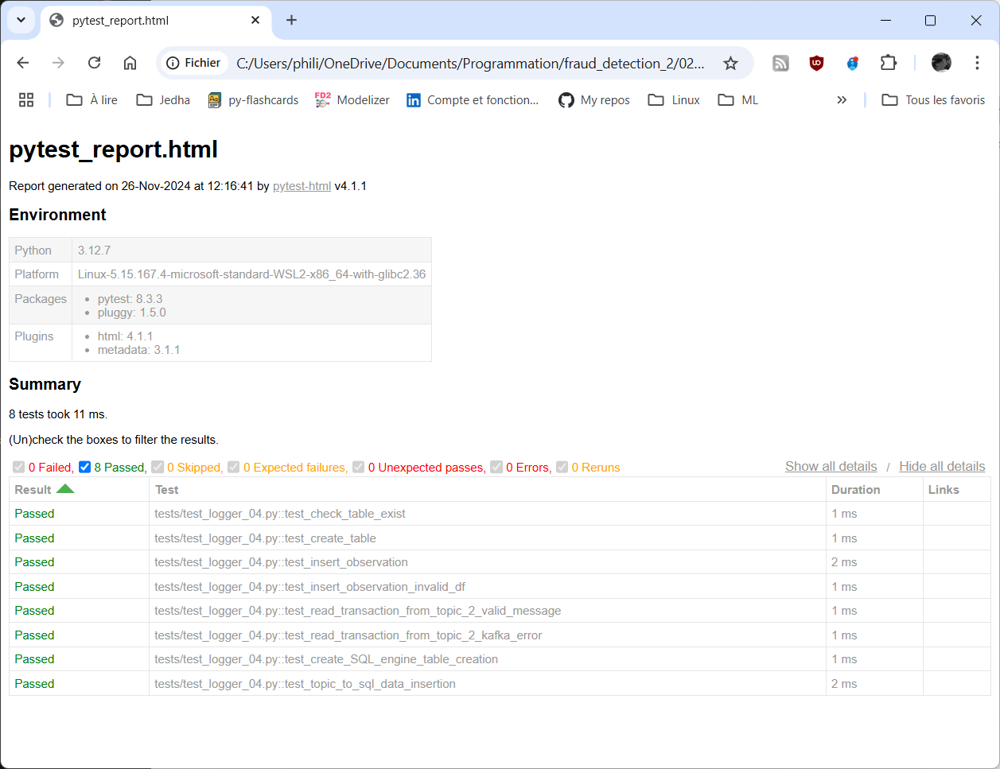 pytest_report.html
Fichier C:/Users/phili/OneDrive/Documents/Programmation/fraud_detection_2/02...
À lire Jedha py-flashcards Modelizer Compte et fonction... My repos Linux ML » Tous les favoris
pytest_report.html
Report generated on 26-Nov-2024 at 12:16:41 by pytest-html v4.1.1
Environment
Python 3.12.7
Platform Linux-5.15.167.4-microsoft-standard-WSL2-x86_64-with-glibc2.36
Packages • pytest: 8.3.3
• pluggy: 1.5.0
Plugins • html: 4.1.1
• metadata: 3.1.1
Summary
8 tests took 11 ms.
(Un)check the boxes to filter the results.
0 Failed, 8 Passed, 0 Skipped, 0 Expected failures, 0 Unexpected passes, 0 Errors, 0 Reruns Show all details / Hide all details
Result Test Duration Links
Passed tests/test_logger_04.py::test_check_table_exist 1 ms
Passed tests/test_logger_04.py::test_create_table 1 ms
Passed tests/test_logger_04.py::test_insert_observation 2 ms
Passed tests/test_logger_04.py::test_insert_observation_invalid_df 1 ms
Passed tests/test_logger_04.py::test_read_transaction_from_topic_2_valid_message 1 ms
Passed tests/test_logger_04.py::test_read_transaction_from_topic_2_kafka_error 1 ms
Passed tests/test_logger_04.py::test_create_SQL_engine_table_creation 1 ms
Passed tests/test_logger_04.py::test_topic_to_sql_data_insertion 2 ms